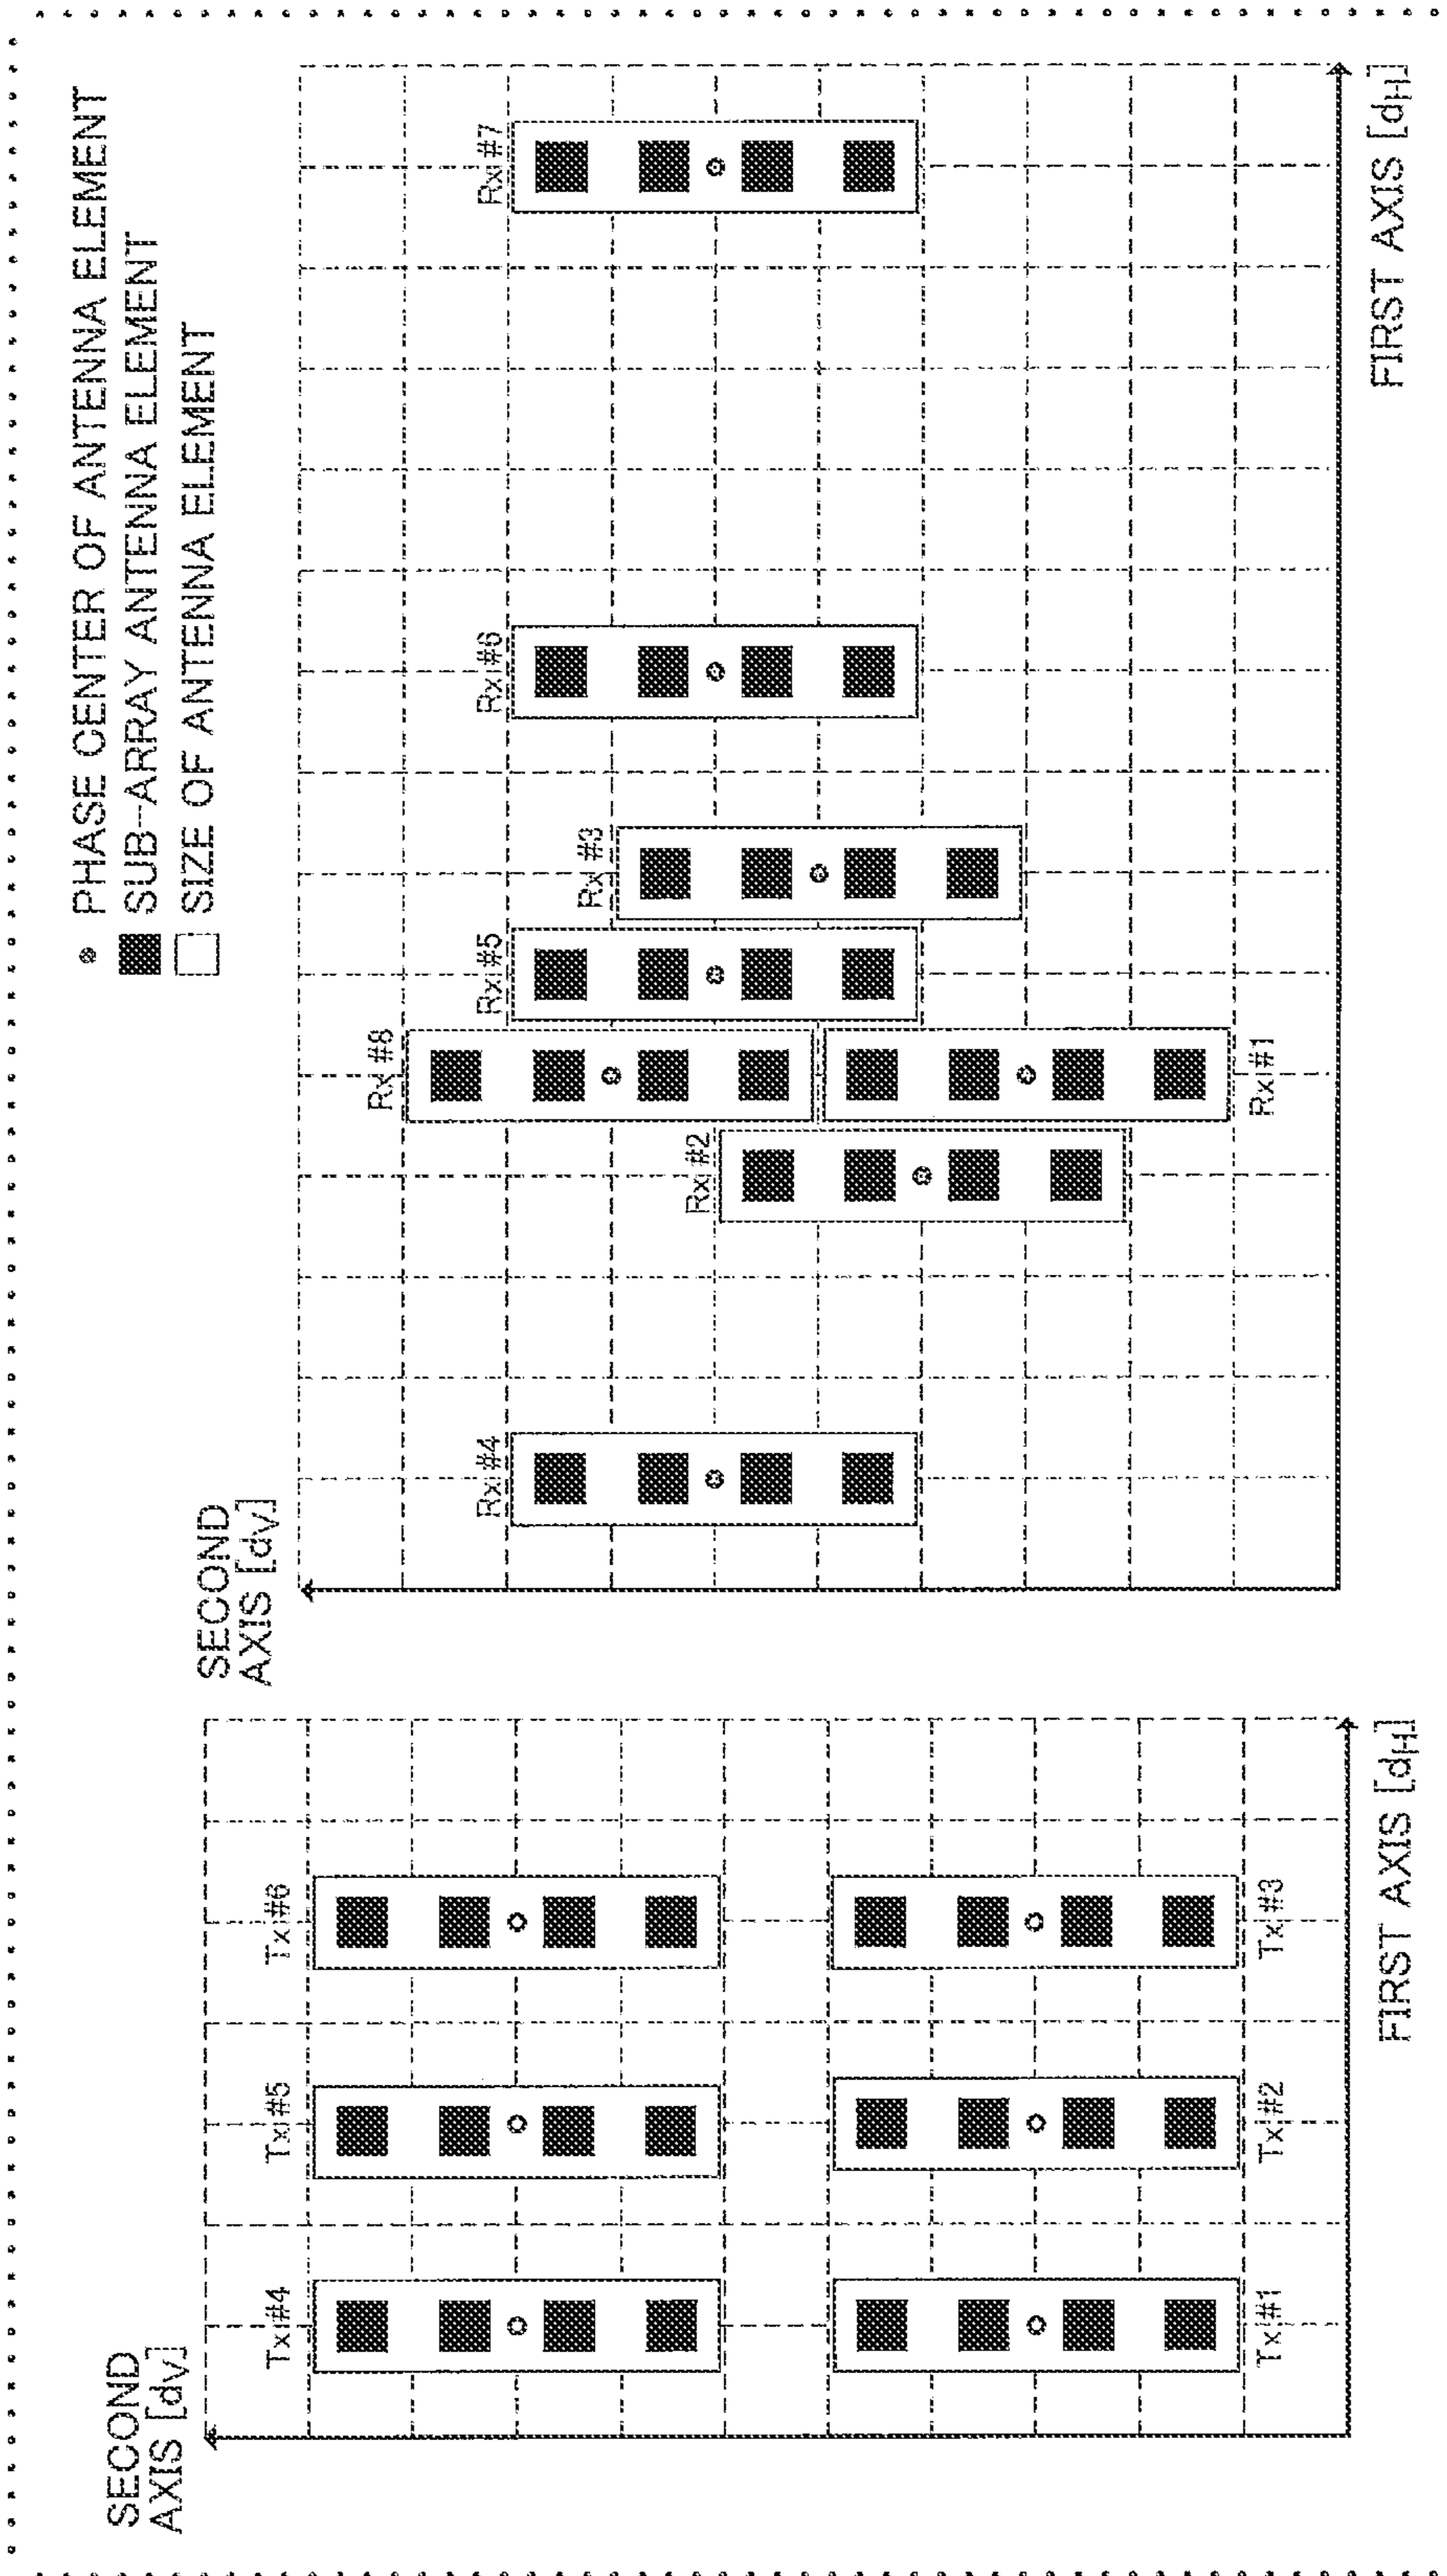 PHASE CENTER OF ANTENNA ELEMENT
SUB-ARRAY ANTENNA ELEMENT
SIZE OF ANTENNA ELEMENT
SECOND
AXIS [dV]
Tx #4
Tx #5
Tx #6
Tx #1
Tx #2
Tx #3
FIRST AXIS [dH]
SECOND
AXIS [dV]
Rx #8
Rx #4
Rx #5
Rx #6
Rx #7
Rx #3
Rx #2
Rx #1
FIRST AXIS [dH]